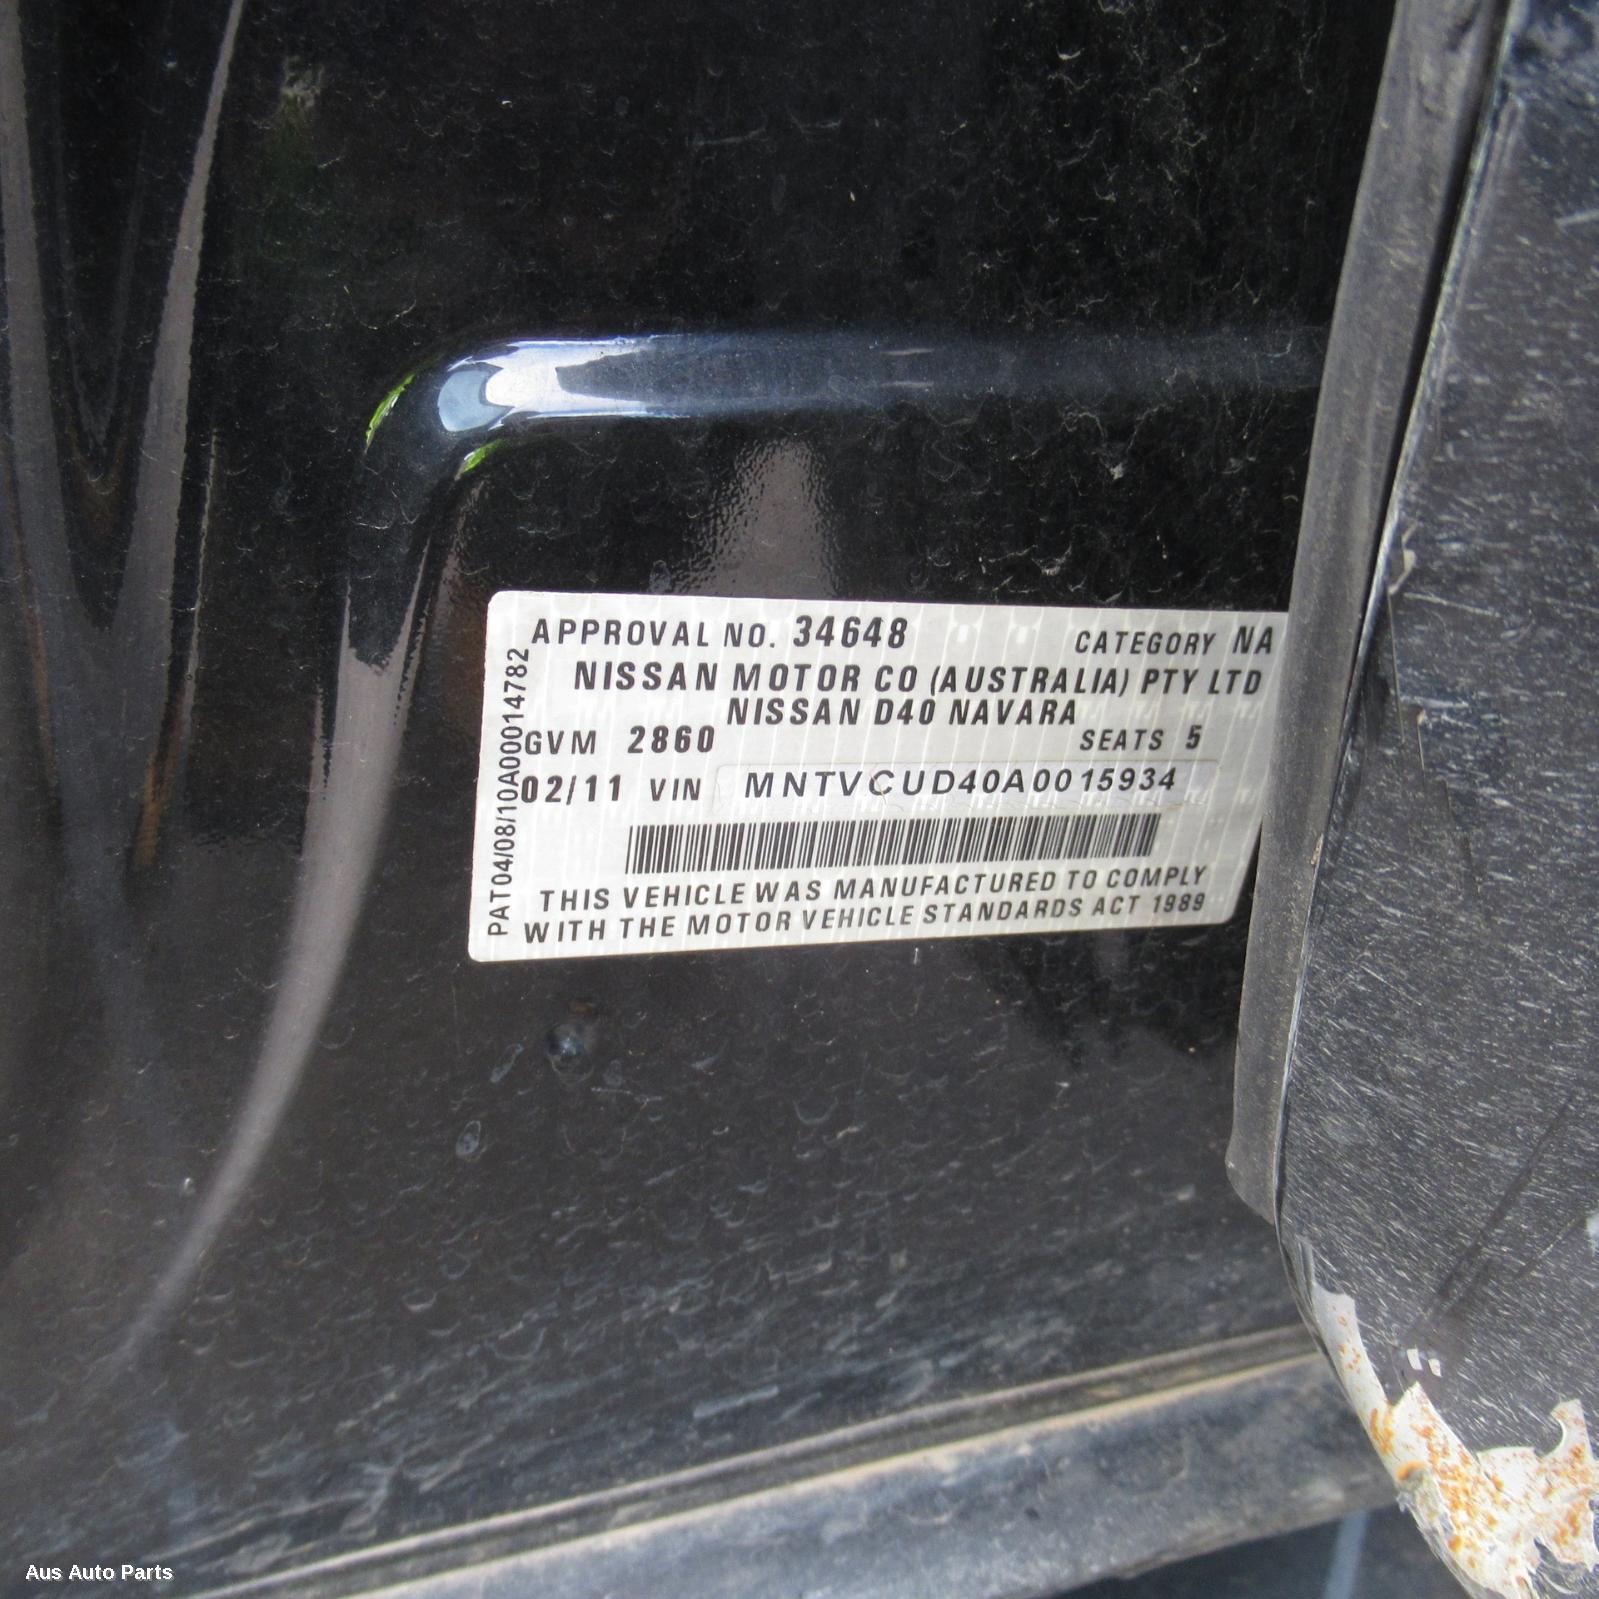 APPROVAL NO. 34648 CATEGORY NA
NISSAN MOTOR CO (AUSTRALIA) PTY LTD
NISSAN D40 NAVARA
GVM 2860 SEATS 5
02/11 VIN MNTVCUD40A0015934
THIS VEHICLE WAS MANUFACTURED TO COMPLY
WITH THE MOTOR VEHICLE STANDARDS ACT 1989
PAT04/08/10A00014782
Aus Auto Parts